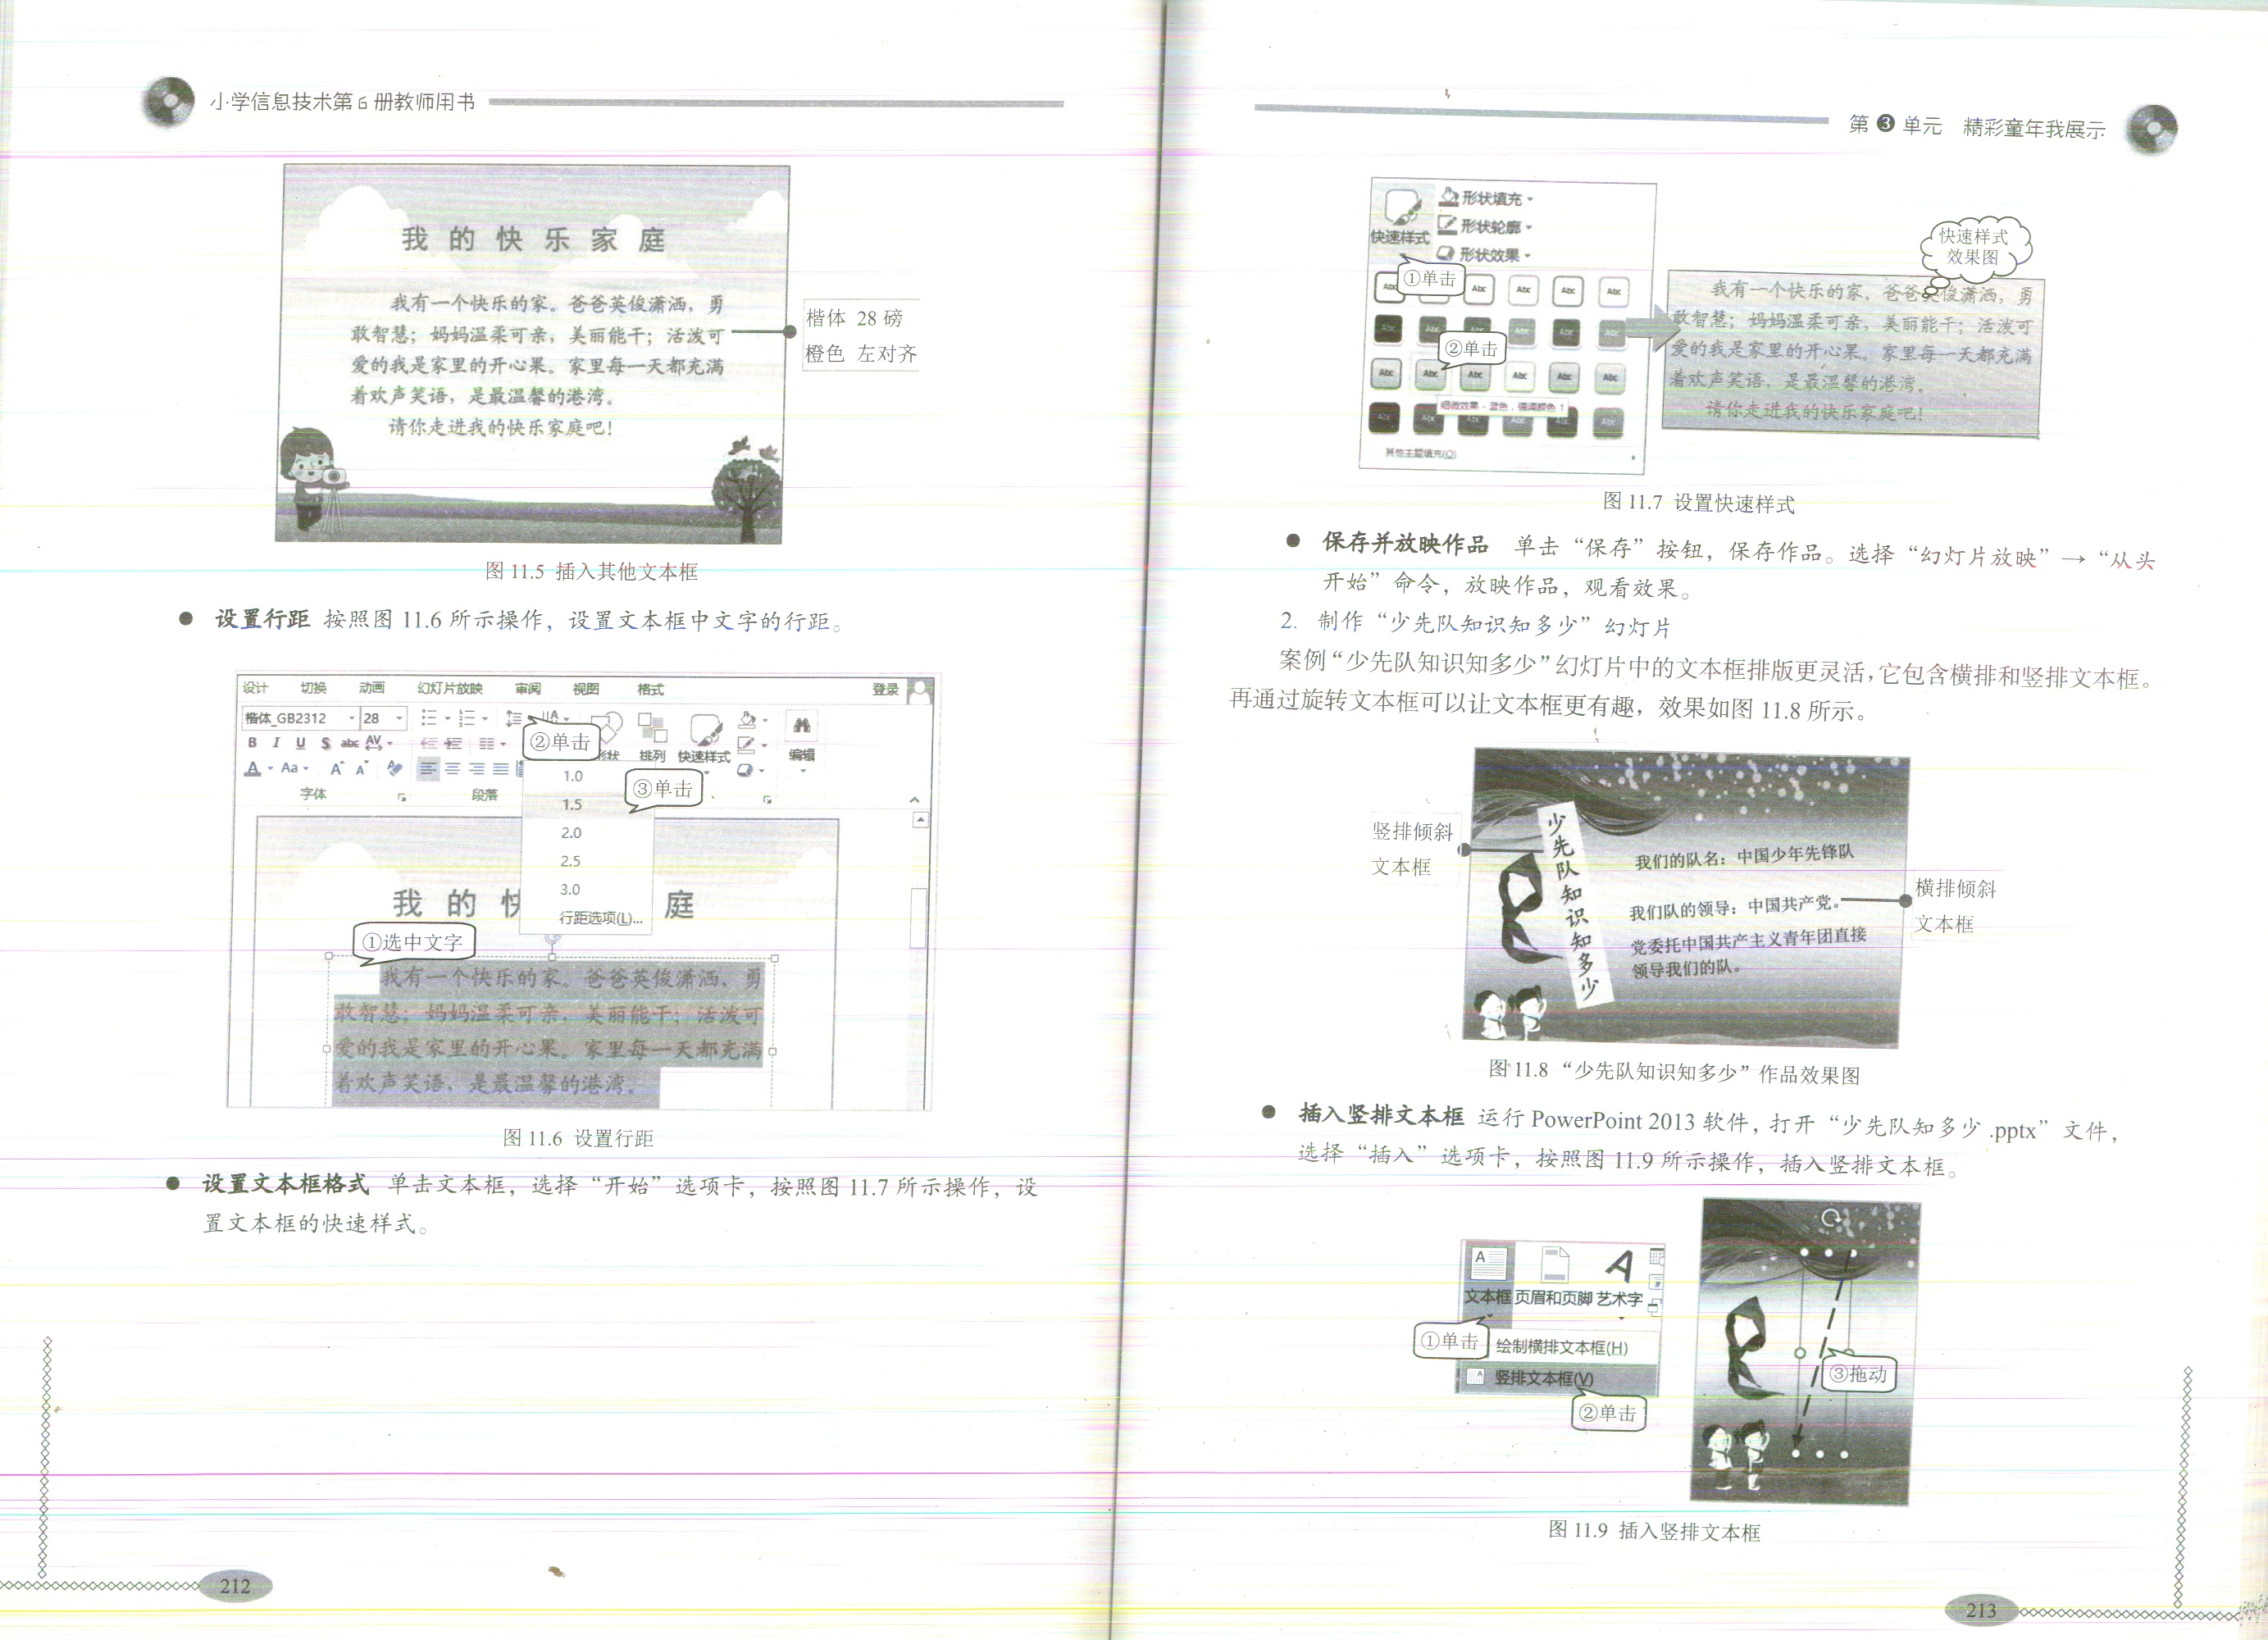 小学信息技术第6册教师用书
我的快乐家庭
我有一个快乐的家。爸爸英俊潇洒，勇
敢智慧；妈妈温柔可亲，美丽能干；活泼可
爱的我是家里的开心果。家里每一天都充满
着欢声笑语，是最温馨的港湾。
请你走进我的快乐家庭吧！
楷体 28磅
橙色 左对齐
图 11.5 插入其他文本框
● 设置行距 按照图 11.6 所示操作，设置文本框中文字的行距。
设计 切换 动画 幻灯片放映 审阅 视图 格式 登录
楷体_GB2312 28
B I U S abc AV
②单击 形状 排列 快速样式 编辑
A Aa A A
字体 段落
1.0
③单击
1.5
2.0
2.5
3.0
行距选项(L)...
我 的 快 庭
①选中文字
我有一个快乐的家。爸爸英俊潇洒，勇
敢智慧；妈妈温柔可亲，美丽能干；活泼可
爱的我是家里的开心果。家里每一天都充满
着欢声笑语，是最温馨的港湾。
图 11.6 设置行距
● 设置文本框格式 单击文本框，选择“开始”选项卡，按照图 11.7 所示操作，设
置文本框的快速样式。
212
第 3 单元 精彩童年我展示
快速样式
形状填充
形状轮廓
形状效果
①单击
Abc Abc Abc Abc Abc
②单击
细微效果 - 蓝色，强调颜色 1
其他主题填充(O)
快速样式
效果图
我有一个快乐的家。爸爸英俊潇洒，勇
敢智慧；妈妈温柔可亲，美丽能干；活泼可
爱的我是家里的开心果。家里每一天都充满
着欢声笑语，是最温馨的港湾。
请你走进我的快乐家庭吧！
图 11.7 设置快速样式
● 保存并放映作品 单击“保存”按钮，保存作品。选择“幻灯片放映”→“从头
开始”命令，放映作品，观看效果。
2. 制作“少先队知识知多少”幻灯片
案例“少先队知识知多少”幻灯片中的文本框排版更灵活，它包含横排和竖排文本框。
再通过旋转文本框可以让文本框更有趣，效果如图 11.8 所示。
竖排倾斜
文本框
少先队知识知多少
我们的队名：中国少年先锋队
我们队的领导：中国共产党。
党委托中国共产主义青年团直接
领导我们的队。
横排倾斜
文本框
图 11.8 “少先队知识知多少”作品效果图
● 插入竖排文本框 运行 PowerPoint 2013 软件，打开“少先队知多少 .pptx”文件，
选择“插入”选项卡，按照图 11.9 所示操作，插入竖排文本框。
文本框 页眉和页脚 艺术字
①单击
绘制横排文本框(H)
竖排文本框(V)
②单击
③拖动
图 11.9 插入竖排文本框
213